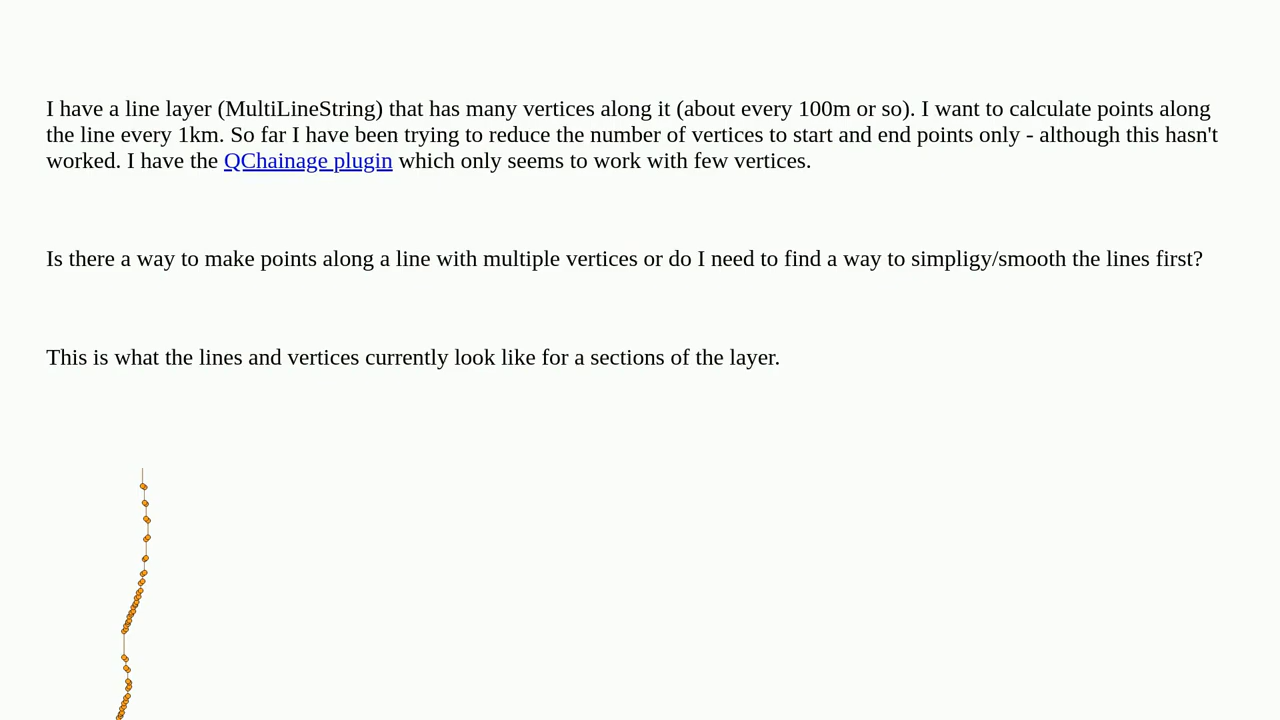 I have a line layer (MultiLineString) that has many vertices along it (about every 100m or so). I want to calculate points along
the line every 1km. So far I have been trying to reduce the number of vertices to start and end points only - although this hasn't
worked. I have the QChainage plugin which only seems to work with few vertices.
Is there a way to make points along a line with multiple vertices or do I need to find a way to simpligy/smooth the lines first?
This is what the lines and vertices currently look like for a sections of the layer.